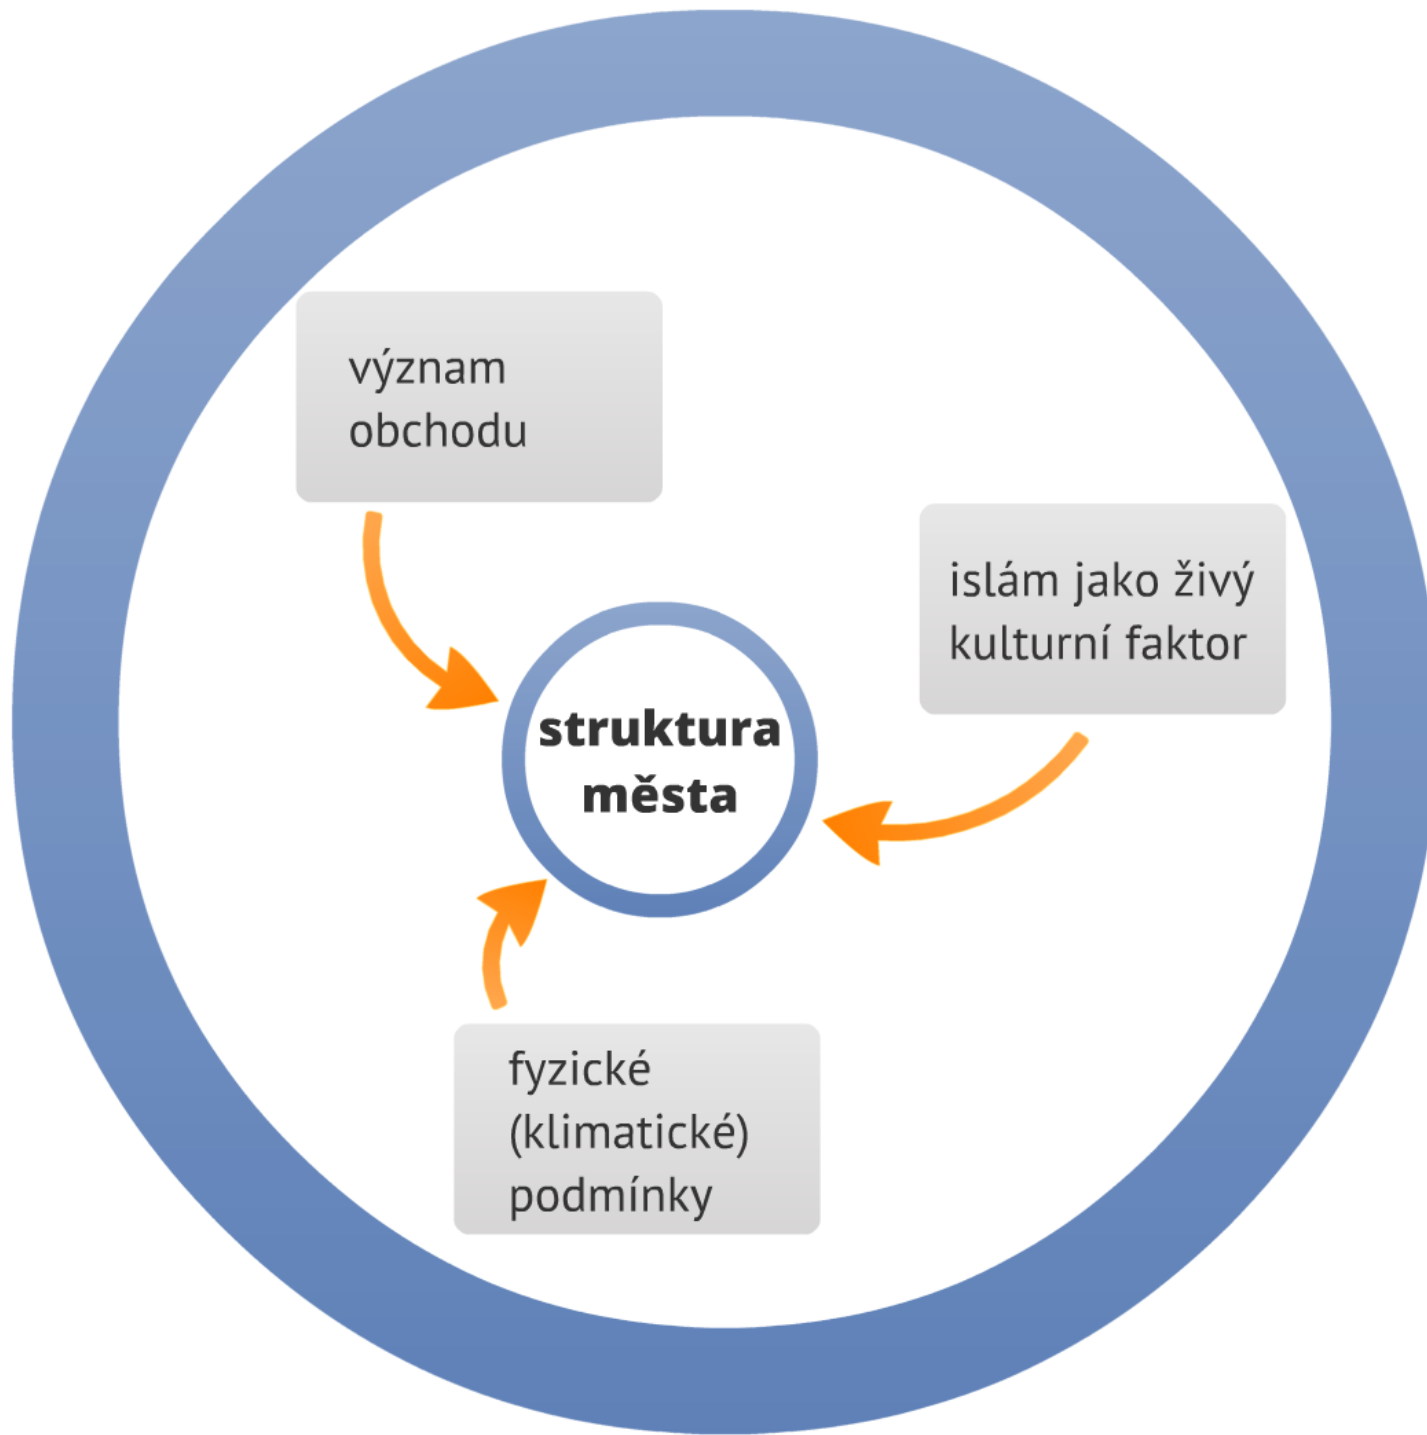 význam
obchodu
islám jako živý
kulturní faktor
struktura
města
fyzické
(klimatické)
podmínky